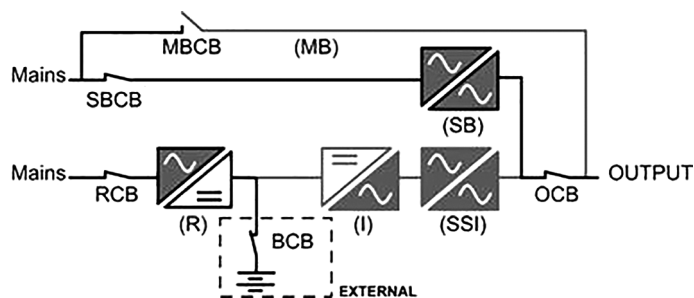 MBCB
(MB)
Mains
SBCB
(SB)
Mains
RCB
(R)
(I)
(SSI)
OCB
OUTPUT
BCB
EXTERNAL